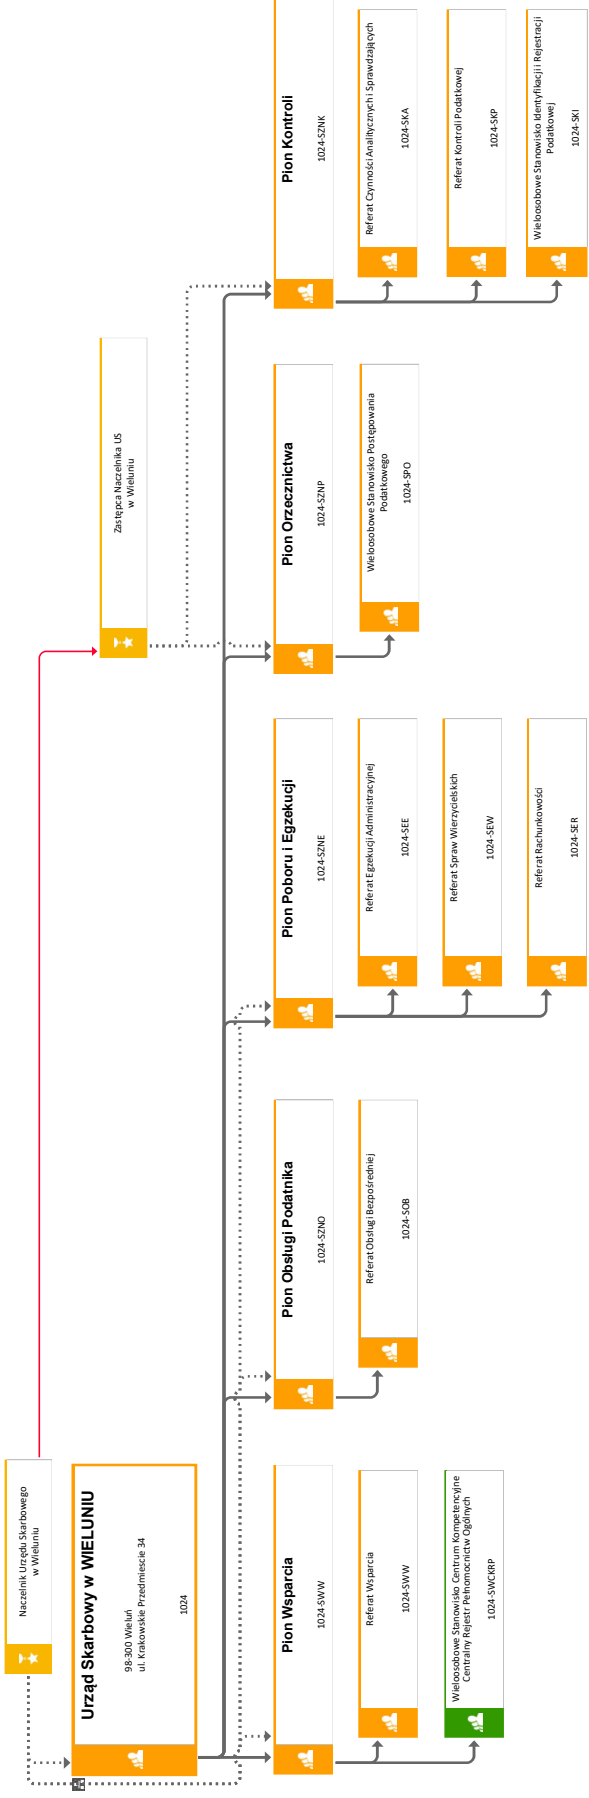 Naczelnik Urzędu Skarbowego
w Wieluniu
Urząd Skarbowy w WIELUNIU
98-300 Wieluń
ul. Krakowskie Przedmiescie 34
1024
Zastępca Naczelnika US
w Wieluniu
Pion Wsparcia
1024-SWW
Referat Wsparcia
1024-SWW
Wieloosobowe Stanowisko Centrum Kompetencyjne
Centralny Rejestr Pełnomocnictw Ogólnych
1024-SWCKRP
Pion Obsługi Podatnika
1024-SZNO
Referat Obsługi Bezpośredniej
1024-SOB
Pion Poboru i Egzekucji
1024-SZNE
Referat Egzekucji Administracyjnej
1024-SEE
Referat Spraw Wierzycielskich
1024-SEW
Referat Rachunkowości
1024-SER
Pion Orzecznictwa
1024-SZNP
Wieloosobowe Stanowisko Postępowania
Podatkowego
1024-SPO
Pion Kontroli
1024-SZNK
Referat Czynności Analitycznych i Sprawdzających
1024-SKA
Referat Kontroli Podatkowej
1024-SKP
Wieloosobowe Stanowisko Identyfikacji i Rejestracji
Podatkowej
1024-SKI